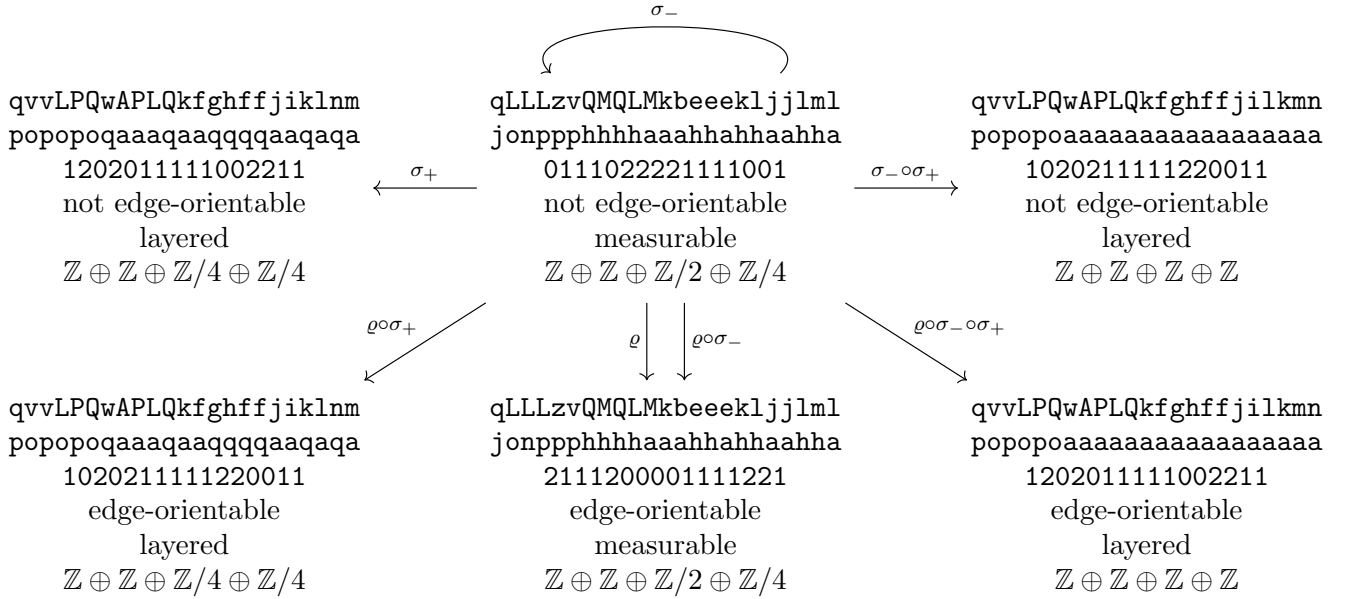 σ₋
qvvLPQwAPLQkfghffjiklnm
popopoqaaaqaaqqqqaaqaqa
1202011111002211
not edge-orientable
layered
ℤ ⊕ ℤ ⊕ ℤ/4 ⊕ ℤ/4
σ₊
qLLLzvQMQLMkbeeekljjlml
jonppphhhhaaahhahhaahha
0111022221111001
not edge-orientable
measurable
ℤ ⊕ ℤ ⊕ ℤ/2 ⊕ ℤ/4
σ₋∘σ₊
qvvLPQwAPLQkfghffjilkmn
popopoaaaaaaaaaaaaaaaaa
1020211111220011
not edge-orientable
layered
ℤ ⊕ ℤ ⊕ ℤ ⊕ ℤ
ϱ∘σ₊
ϱ
ϱ∘σ₋
ϱ∘σ₋∘σ₊
qvvLPQwAPLQkfghffjiklnm
popopoqaaaqaaqqqqaaqaqa
1020211111220011
edge-orientable
layered
ℤ ⊕ ℤ ⊕ ℤ/4 ⊕ ℤ/4
qLLLzvQMQLMkbeeekljjlml
jonppphhhhaaahhahhaahha
2111200001111221
edge-orientable
measurable
ℤ ⊕ ℤ ⊕ ℤ/2 ⊕ ℤ/4
qvvLPQwAPLQkfghffjilkmn
popopoaaaaaaaaaaaaaaaaa
1202011111002211
edge-orientable
layered
ℤ ⊕ ℤ ⊕ ℤ ⊕ ℤ